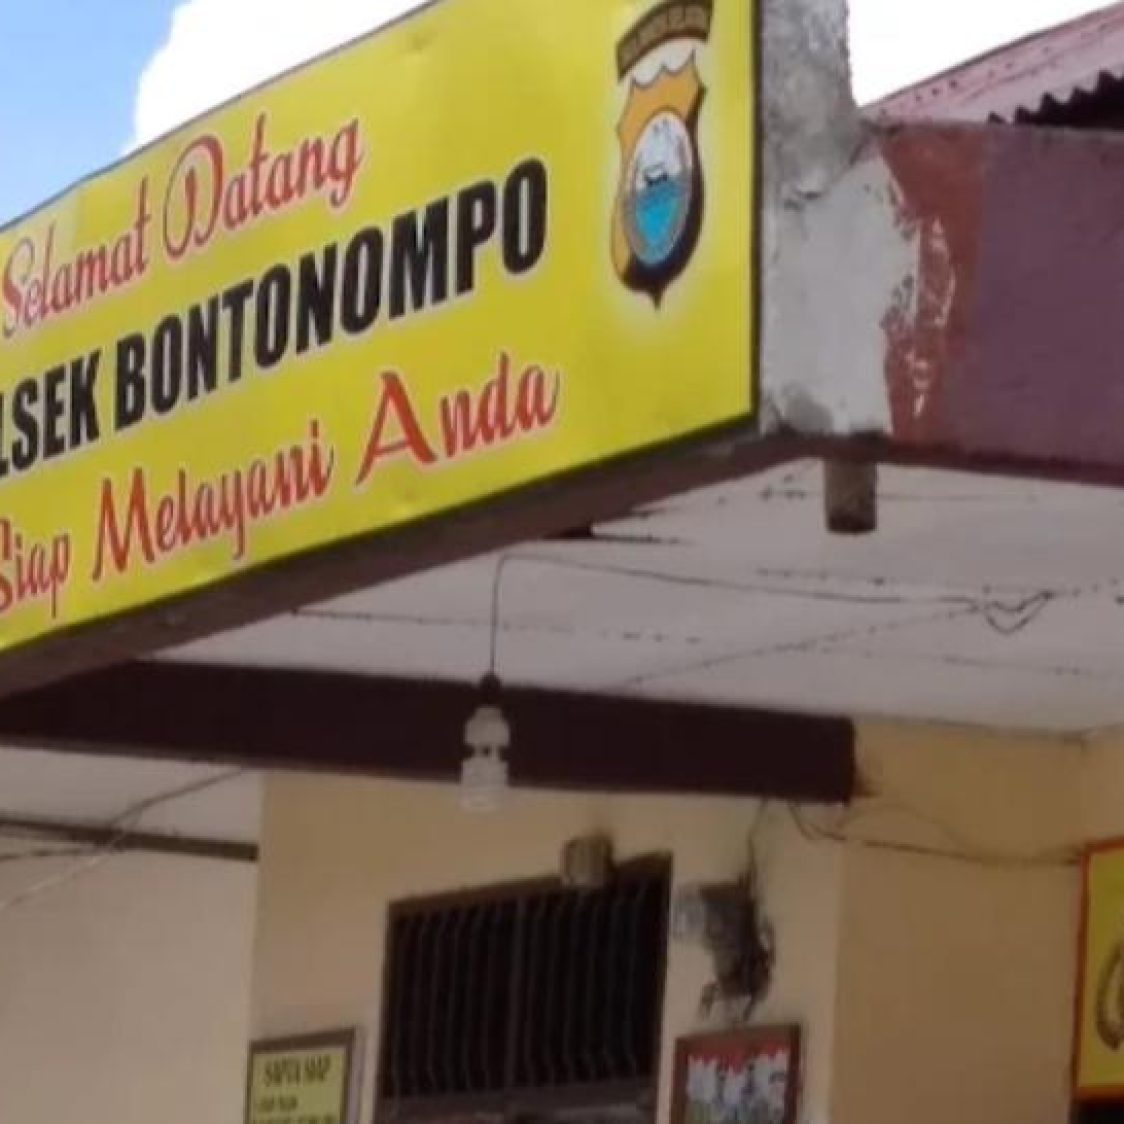 Selamat Datang
LSEK BONTONOMPO
Siap Melayani Anda